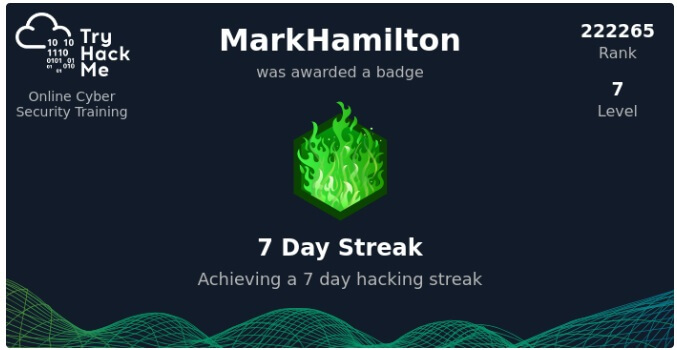 Try
Hack
Me
10 10
1110
0101 01
01 010
01
Online Cyber
Security Training
MarkHamilton
was awarded a badge
222265
Rank
7
Level
7 Day Streak
Achieving a 7 day hacking streak